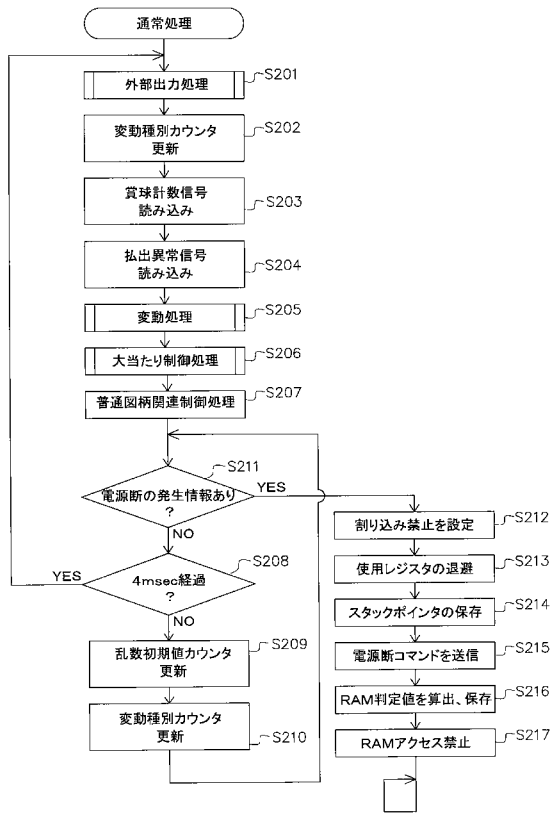 通常処理
外部出力処理
S201
変動種別カウンタ
更新
S202
賞球計数信号
読み込み
S203
払出異常信号
読み込み
S204
変動処理
S205
大当たり制御処理
S206
普通図柄関連制御処理
S207
電源断の発生情報あり
?
S211
YES
NO
4msec経過
?
S208
YES
NO
乱数初期値カウンタ
更新
S209
変動種別カウンタ
更新
S210
割り込み禁止を設定
S212
使用レジスタの退避
S213
スタックポインタの保存
S214
電源断コマンドを送信
S215
RAM判定値を算出、保存
S216
RAMアクセス禁止
S217